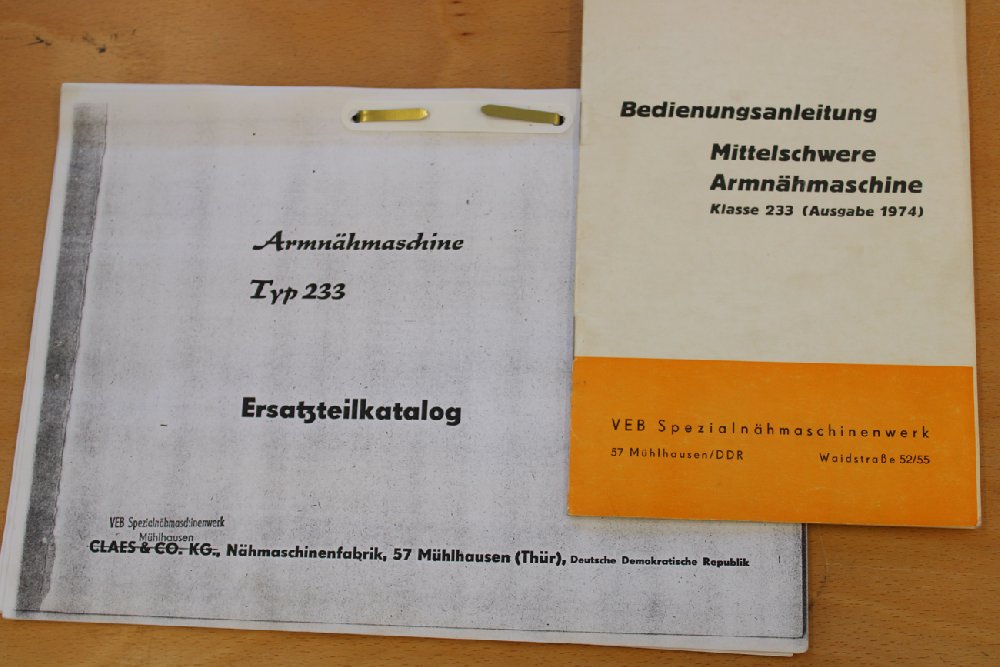 Armnähmaschine
Typ 233
Ersatzteilkatalog
VEB Spezialnähmaschinenwerk
Mühlhausen
CLAES & CO. KG., Nähmaschinenfabrik, 57 Mühlhausen (Thür), Deutsche Demokratische Republik
Bedienungsanleitung
Mittelschwere
Armnähmaschine
Klasse 233 (Ausgabe 1974)
VEB Spezialnähmaschinenwerk
57 Mühlhausen/DDR Waidstraße 52/55